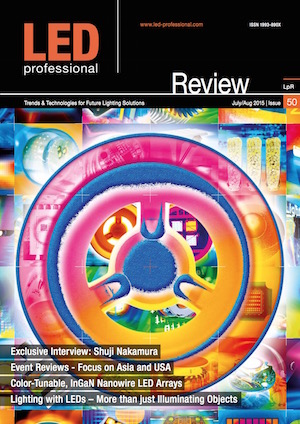 LED
professional
www.led-professional.com
ISSN 1993-890X
Review
LpR
Trends & Technologies for Future Lighting Solutions
July/Aug 2015 | Issue 50
Exclusive Interview: Shuji Nakamura
Event Reviews - Focus on Asia and USA
Color-Tunable, InGaN Nanowire LED Arrays
Lighting with LEDs – More than just Illuminating Objects